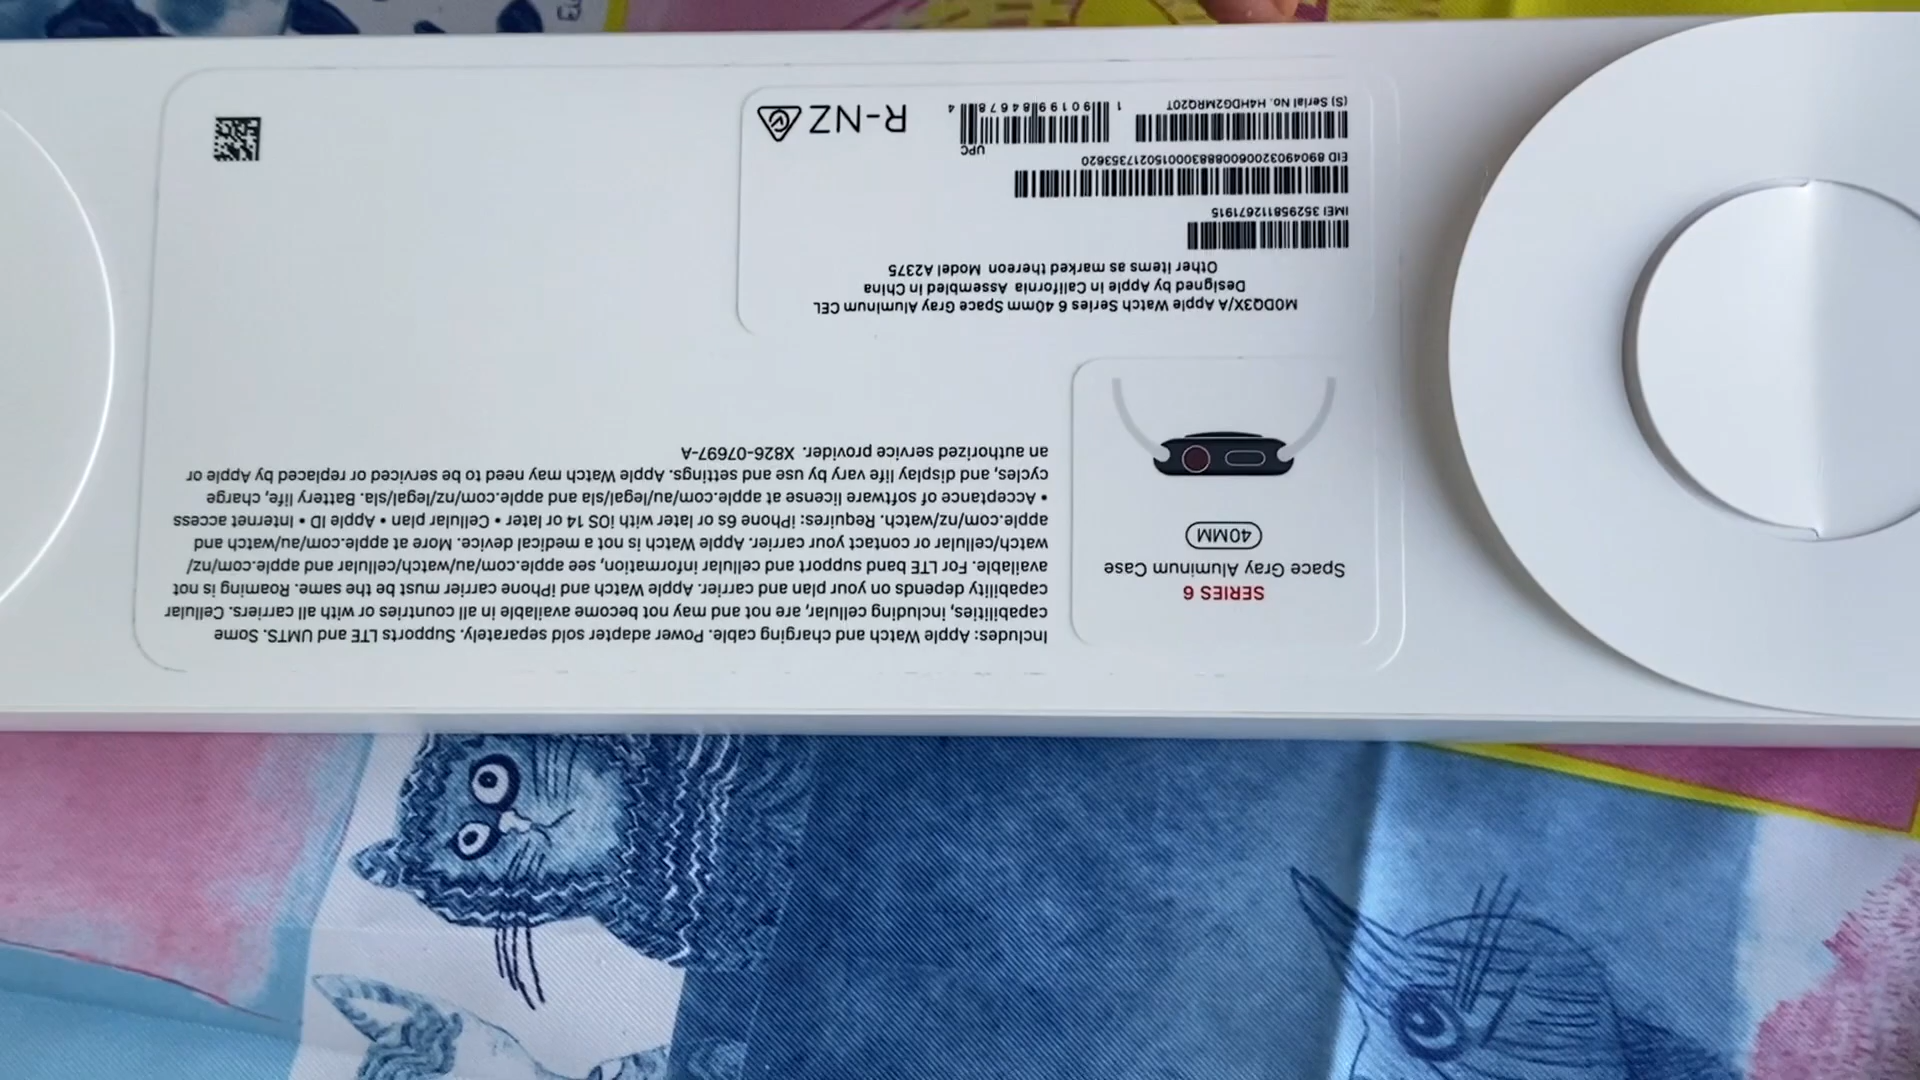 Includes: Apple Watch and charging cable. Power adapter sold separately. Supports LTE and UMTS. Some
capabilities, including cellular, are not and may not become available in all countries or with all carriers. Cellular
capability depends on your plan and carrier. Apple Watch and iPhone carrier must be the same. Roaming is not
available. For LTE band support and cellular information, see apple.com/au/watch/cellular and apple.com/nz/
watch/cellular or contact your carrier. Apple Watch is not a medical device. More at apple.com/au/watch and
apple.com/nz/watch. Requires: iPhone 6s or later with iOS 14 or later • Cellular plan • Apple ID • Internet access
• Acceptance of software license at apple.com/au/legal/sla and apple.com/nz/legal/sla. Battery life, charge
cycles, and display life vary by use and settings. Apple Watch may need to be serviced or replaced by Apple or
an authorized service provider. X826-07697-A
SERIES 6
Space Gray Aluminum Case
40MM
M0DQ3X/A Apple Watch Series 6 40mm Space Gray Aluminum CEL
Designed by Apple in California Assembled in China
Other items as marked thereon Model A2375
IMEI 352958112671915
EID 89049032006008883000150217353620
(S) Serial No. H4HDG2MRQ20T
UPC
1 90199 84678 4
R-NZ